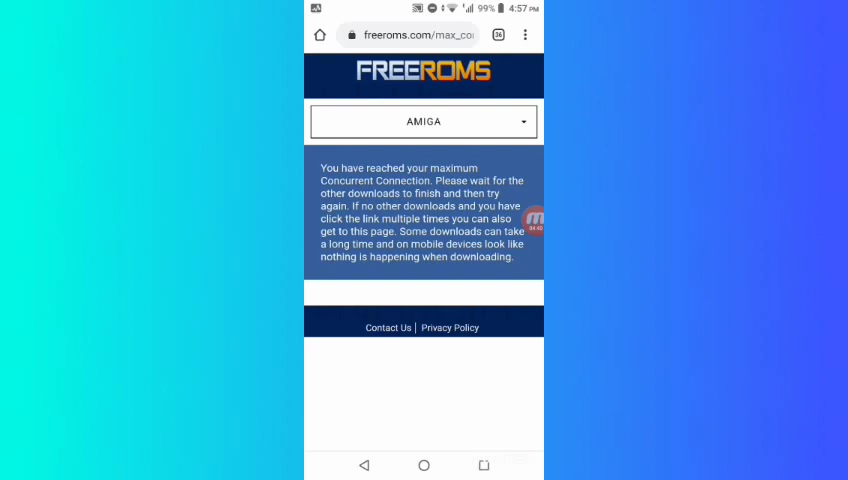 99% 4:57 PM
freeroms.com/max_co
36
FREEROMS
AMIGA
You have reached your maximum
Concurrent Connection. Please wait for the
other downloads to finish and then try
again. If no other downloads and you have
click the link multiple times you can also
get to this page. Some downloads can take
a long time and on mobile devices look like
nothing is happening when downloading.
04:40
Contact Us | Privacy Policy